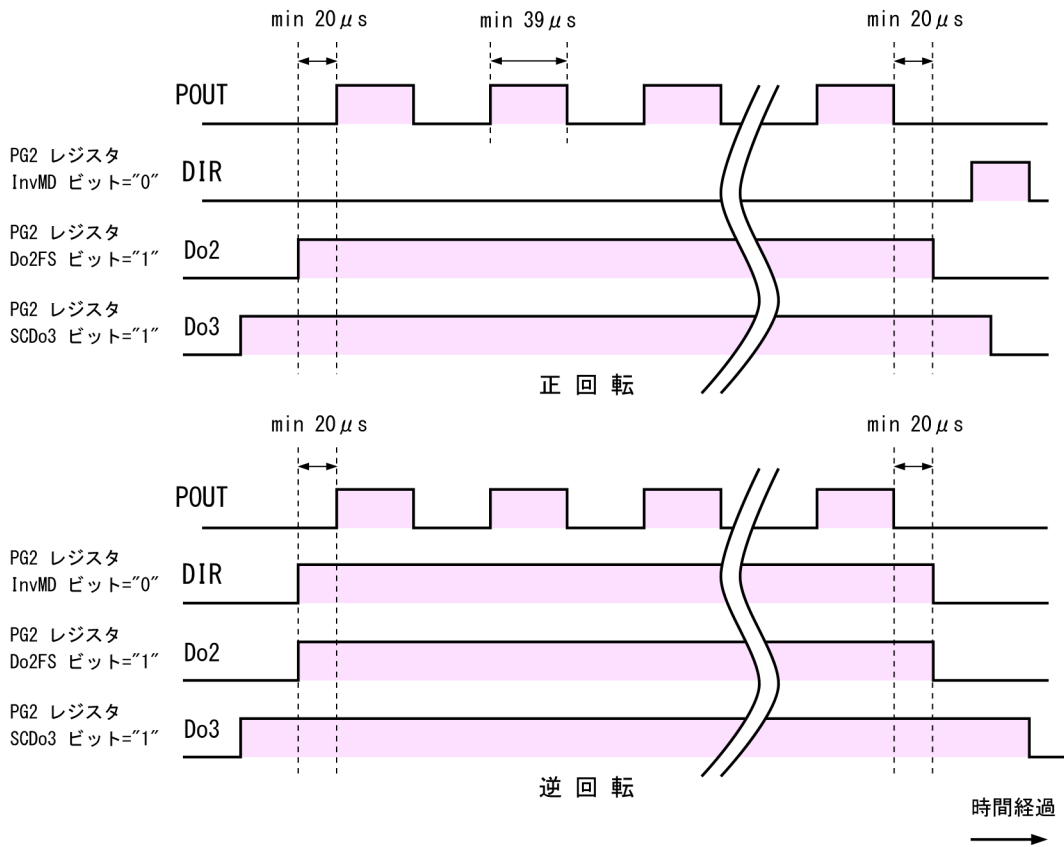 min 20μs
min 39μs
min 20μs
POUT
PG2 レジスタ
InvMD ビット="0"
DIR
PG2 レジスタ
Do2FS ビット="1"
Do2
PG2 レジスタ
SCDo3 ビット="1"
Do3
正回転
min 20μs
min 20μs
POUT
PG2 レジスタ
InvMD ビット="0"
DIR
PG2 レジスタ
Do2FS ビット="1"
Do2
PG2 レジスタ
SCDo3 ビット="1"
Do3
逆回転
時間経過